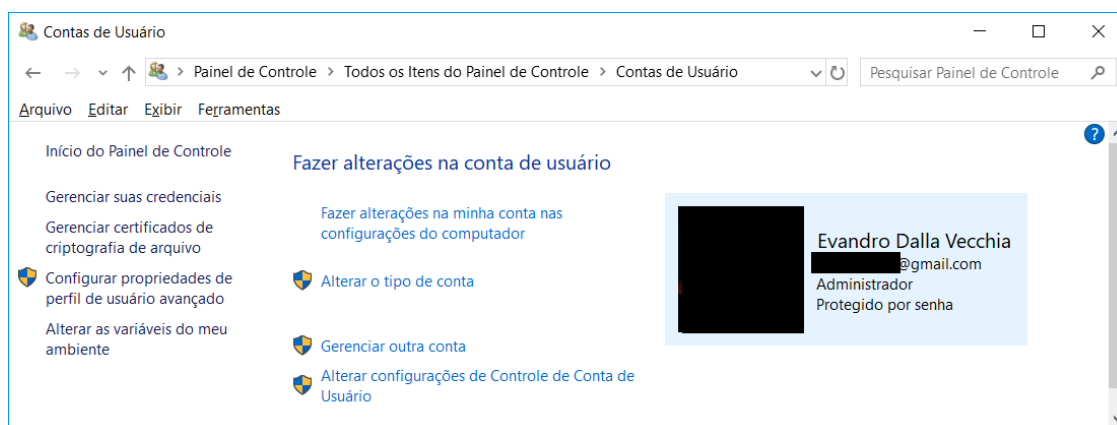 Contas de Usuário
Painel de Controle > Todos os Itens do Painel de Controle > Contas de Usuário
Pesquisar Painel de Controle
Arquivo Editar Exibir Ferramentas
?
Início do Painel de Controle
Gerenciar suas credenciais
Gerenciar certificados de
criptografia de arquivo
Configurar propriedades de
perfil de usuário avançado
Alterar as variáveis do meu
ambiente
Fazer alterações na conta de usuário
Fazer alterações na minha conta nas
configurações do computador
Alterar o tipo de conta
Gerenciar outra conta
Alterar configurações de Controle de Conta de
Usuário
Evandro Dalla Vecchia
@gmail.com
Administrador
Protegido por senha